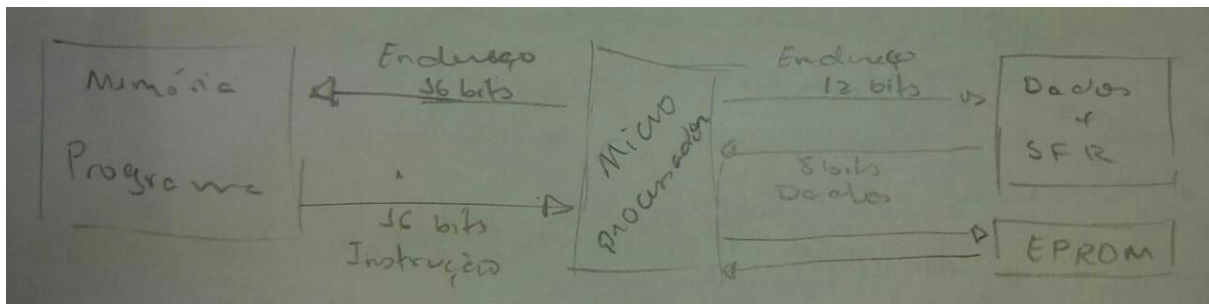 Memória
Programa
Endereço
16 bits
16 bits
Instrução
Micro
Processador
Endereço
12 bits
8 bits
Dados
Dados
+
SFR
EPROM